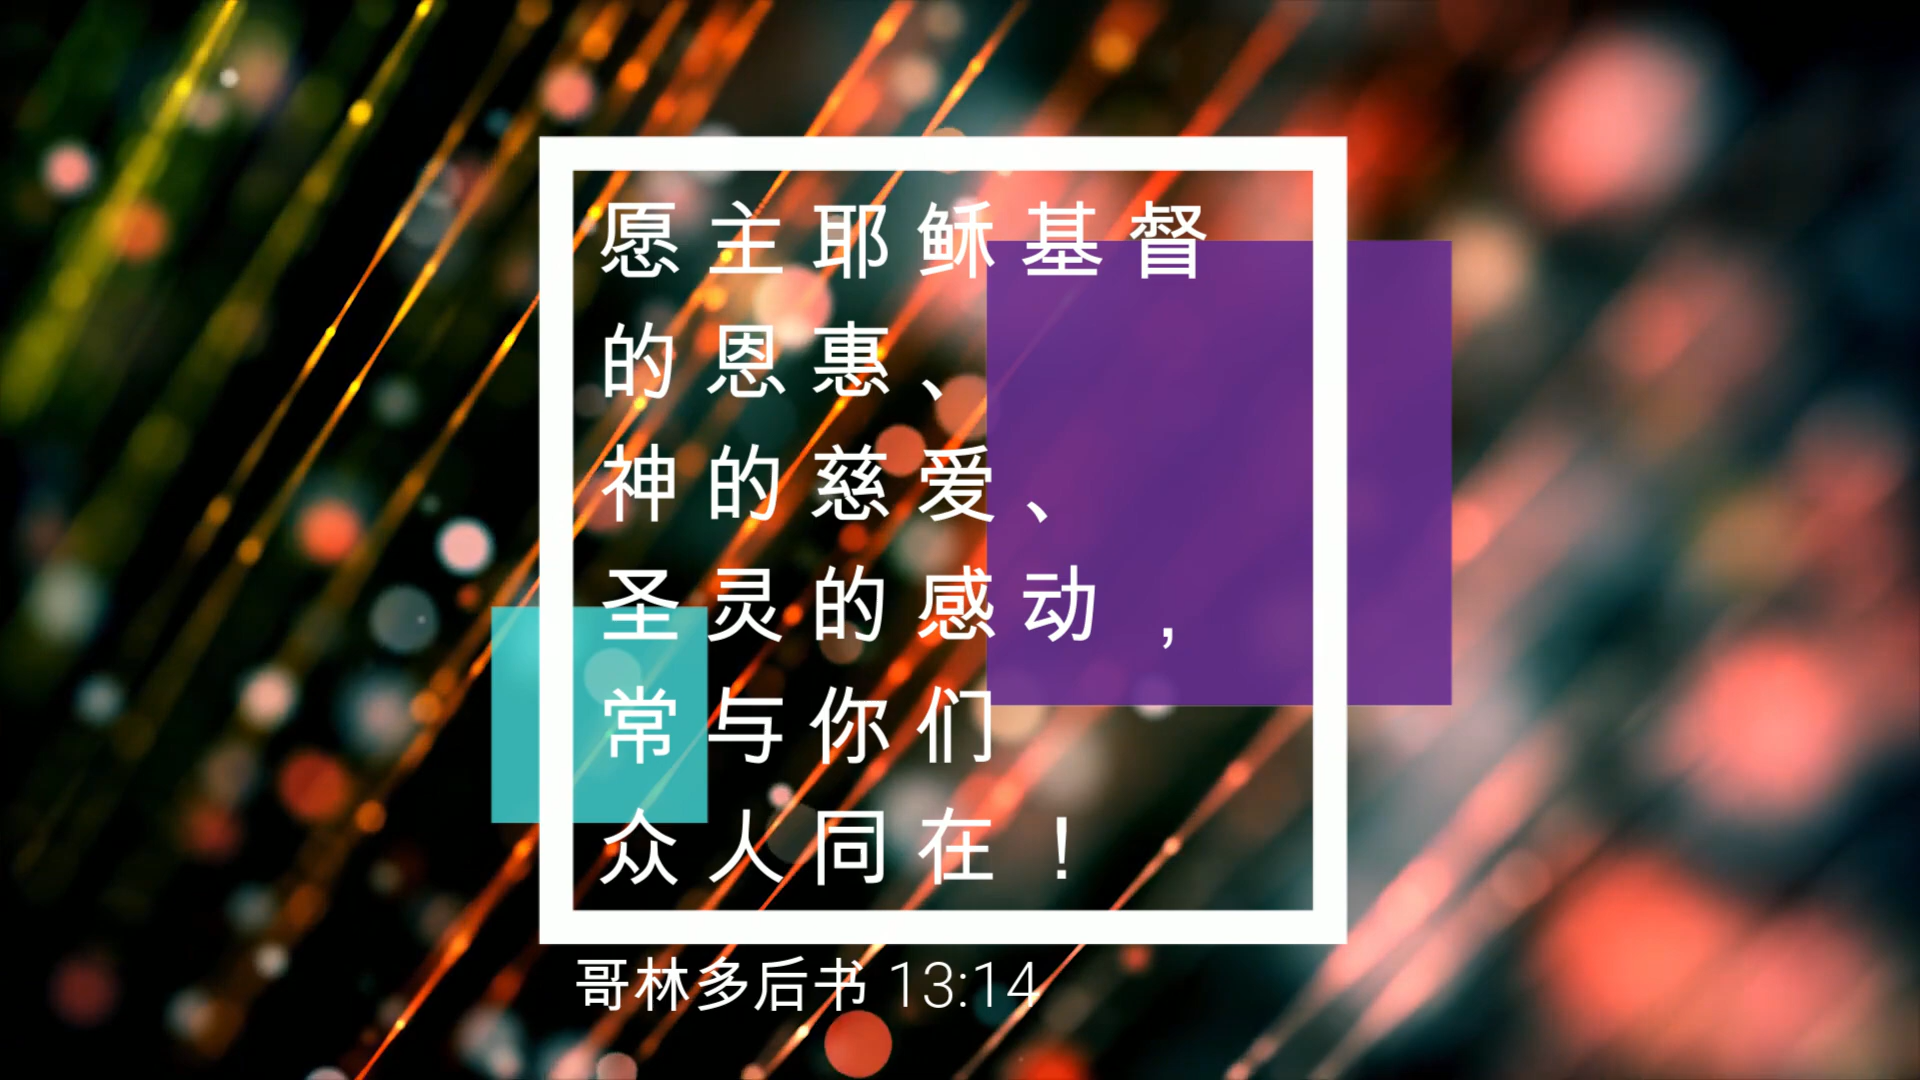 愿主耶稣基督
的恩惠、
神的慈爱、
圣灵的感动，
常与你们
众人同在！
哥林多后书 13:14